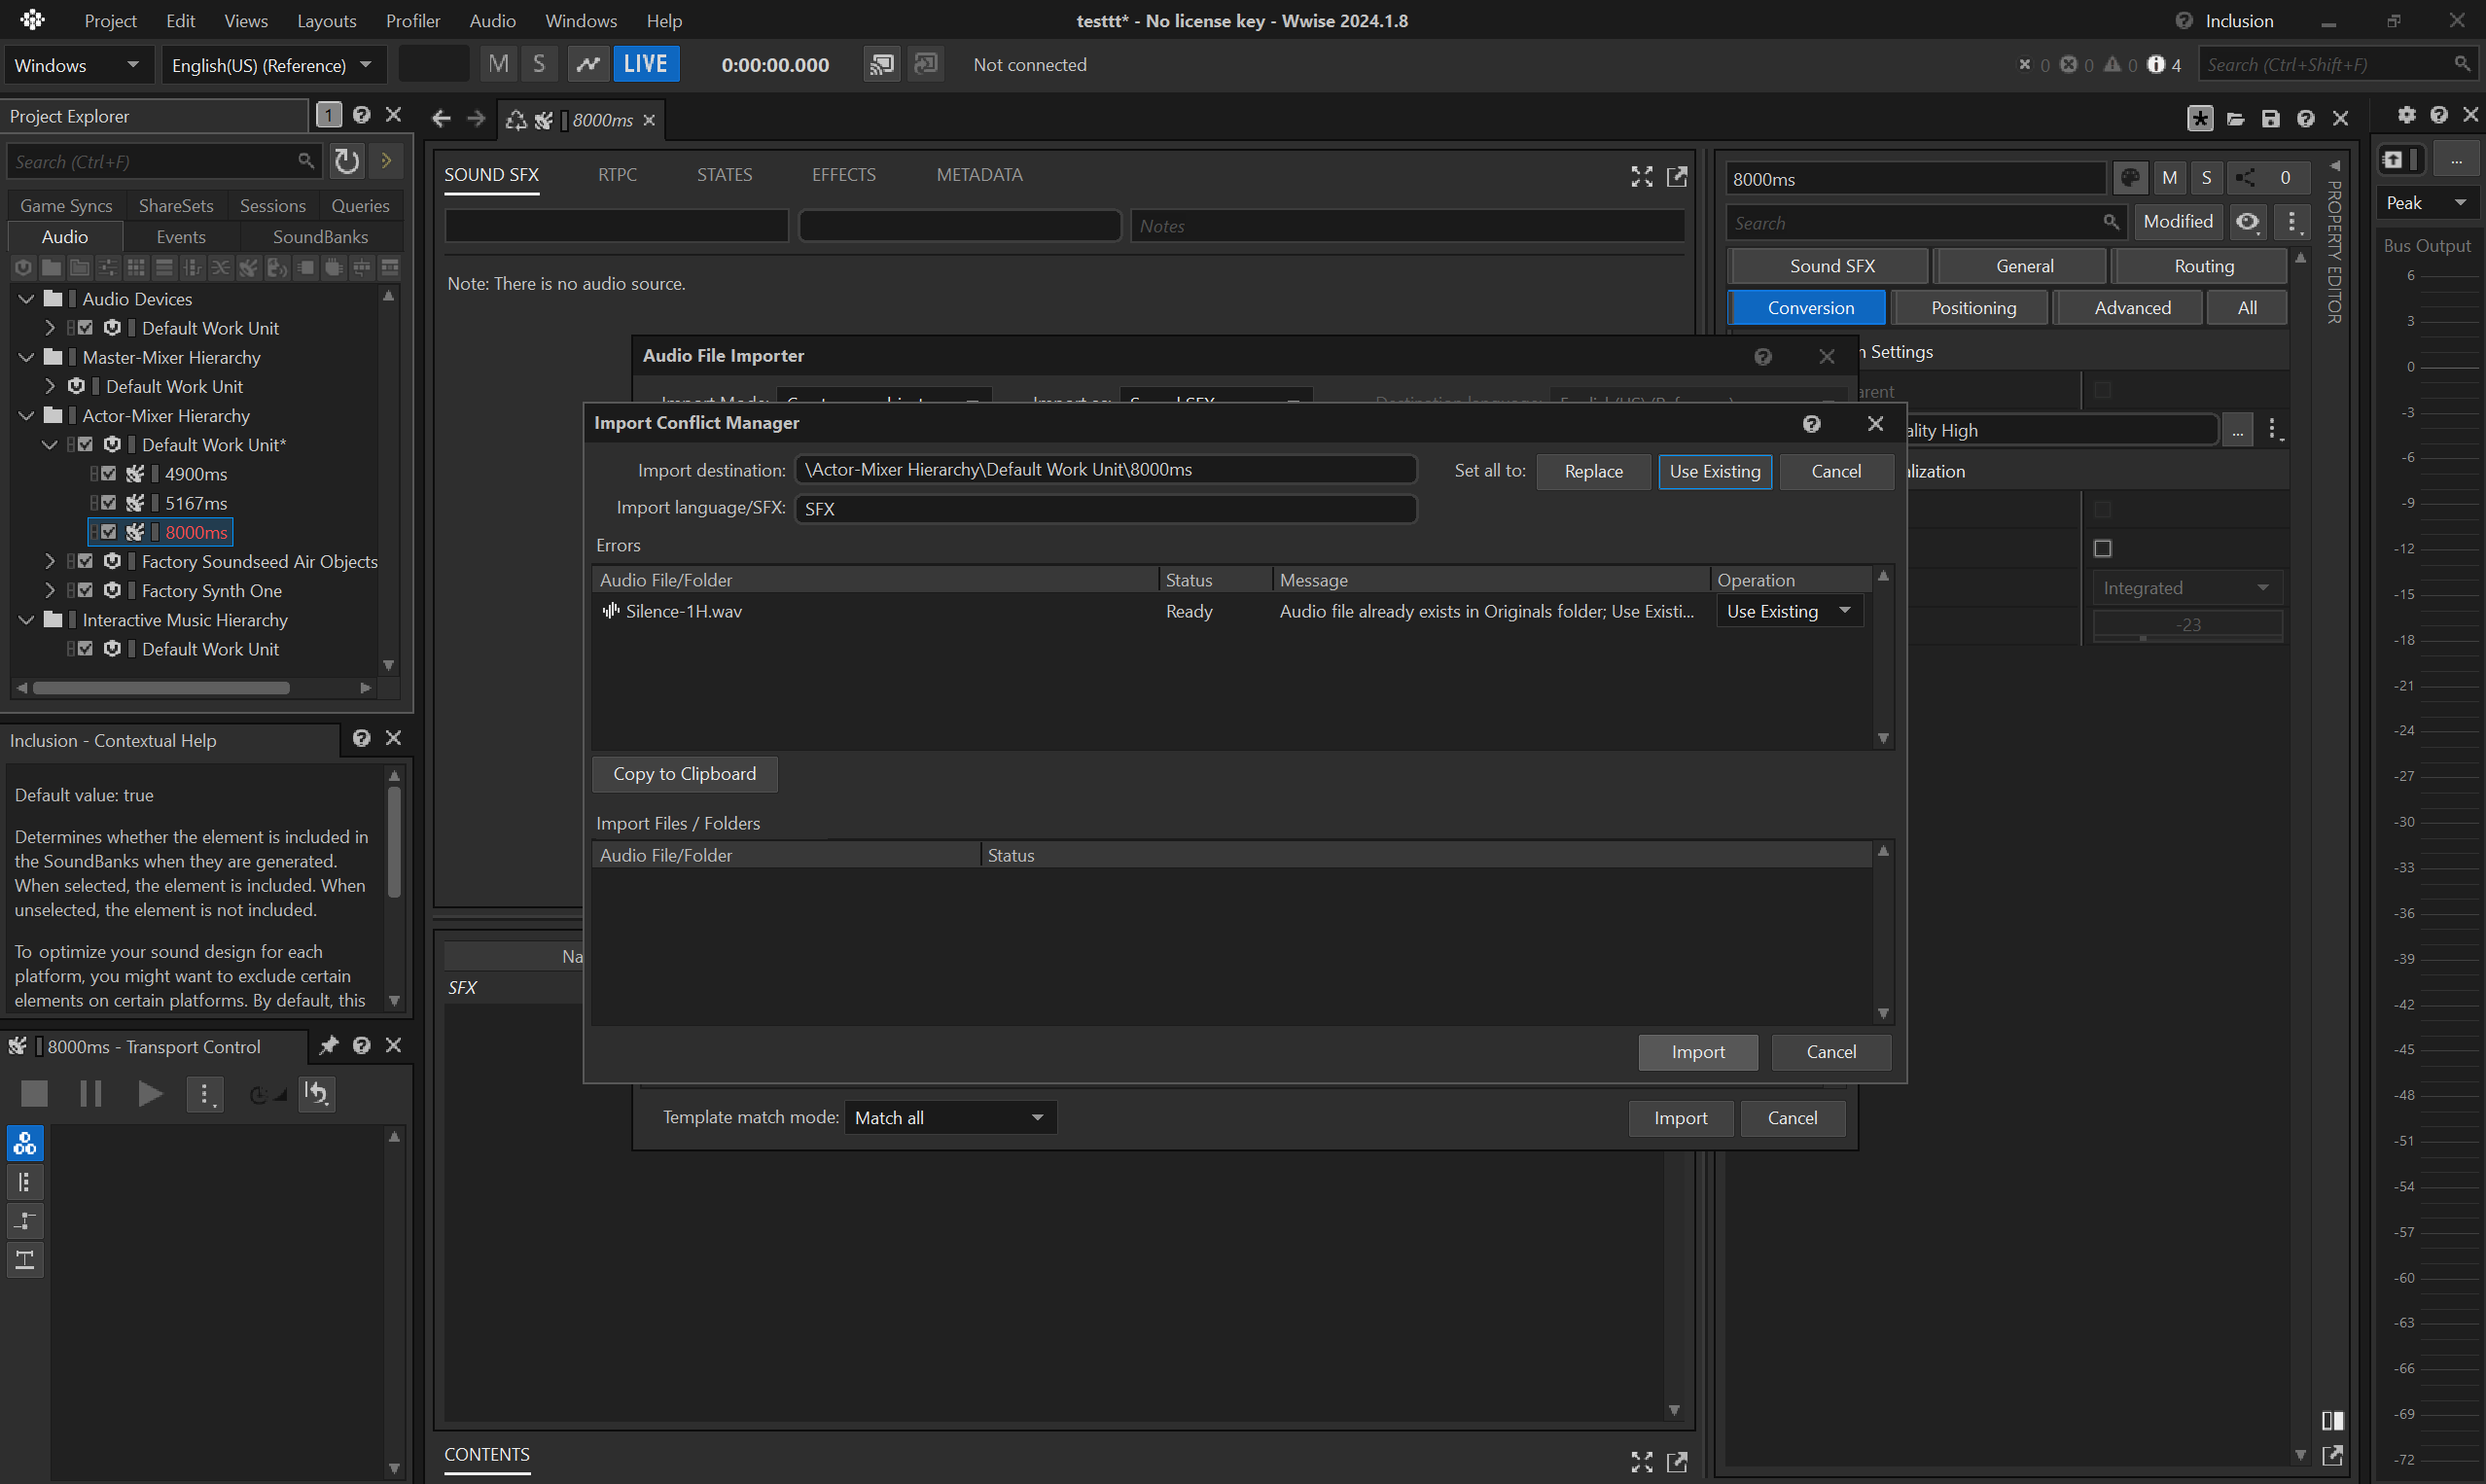 Project Edit Views Layouts Profiler Audio Windows Help
testtt* - No license key - Wwise 2024.1.8
Inclusion
Windows
English(US) (Reference)
M S
LIVE
0:00:00.000
Not connected
0 0 0 4
Search (Ctrl+Shift+F)
Project Explorer
1
Search (Ctrl+F)
Game Syncs ShareSets Sessions Queries
Audio Events SoundBanks
Audio Devices
Default Work Unit
Master-Mixer Hierarchy
Default Work Unit
Actor-Mixer Hierarchy
Default Work Unit*
4900ms
5167ms
8000ms
Factory Soundseed Air Objects
Factory Synth One
Interactive Music Hierarchy
Default Work Unit
Inclusion - Contextual Help
Default value: true
Determines whether the element is included in
the SoundBanks when they are generated.
When selected, the element is included. When
unselected, the element is not included.
To optimize your sound design for each
platform, you might want to exclude certain
elements on certain platforms. By default, this
8000ms - Transport Control
8000ms
SOUND SFX RTPC STATES EFFECTS METADATA
Notes
Note: There is no audio source.
Audio File Importer
Import Conflict Manager
Import destination: \Actor-Mixer Hierarchy\Default Work Unit\8000ms
Set all to: Replace Use Existing Cancel
Import language/SFX: SFX
Errors
Audio File/Folder Status Message Operation
Silence-1H.wav Ready Audio file already exists in Originals folder; Use Existi... Use Existing
Copy to Clipboard
Import Files / Folders
Audio File/Folder Status
Import Cancel
Template match mode: Match all
Import Cancel
Na
SFX
CONTENTS
8000ms
M S 0
Search
Modified
Sound SFX General Routing
Conversion Positioning Advanced All
n Settings
arent
ality High
...
lization
Integrated
-23
PROPERTY EDITOR
...
Peak
Bus Output
6
3
0
-3
-6
-9
-12
-15
-18
-21
-24
-27
-30
-33
-36
-39
-42
-45
-48
-51
-54
-57
-60
-63
-66
-69
-72